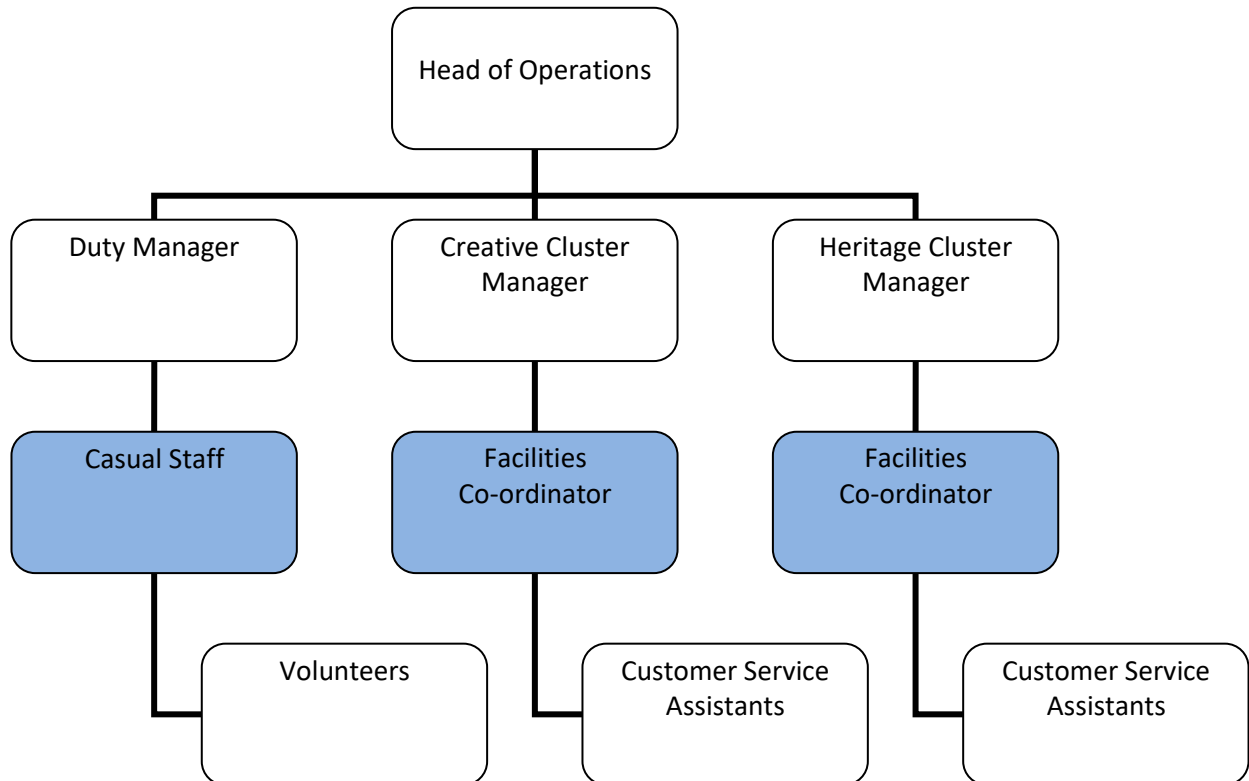 Head of Operations
Duty Manager
Creative Cluster
Manager
Heritage Cluster
Manager
Casual Staff
Facilities
Co-ordinator
Facilities
Co-ordinator
Volunteers
Customer Service
Assistants
Customer Service
Assistants